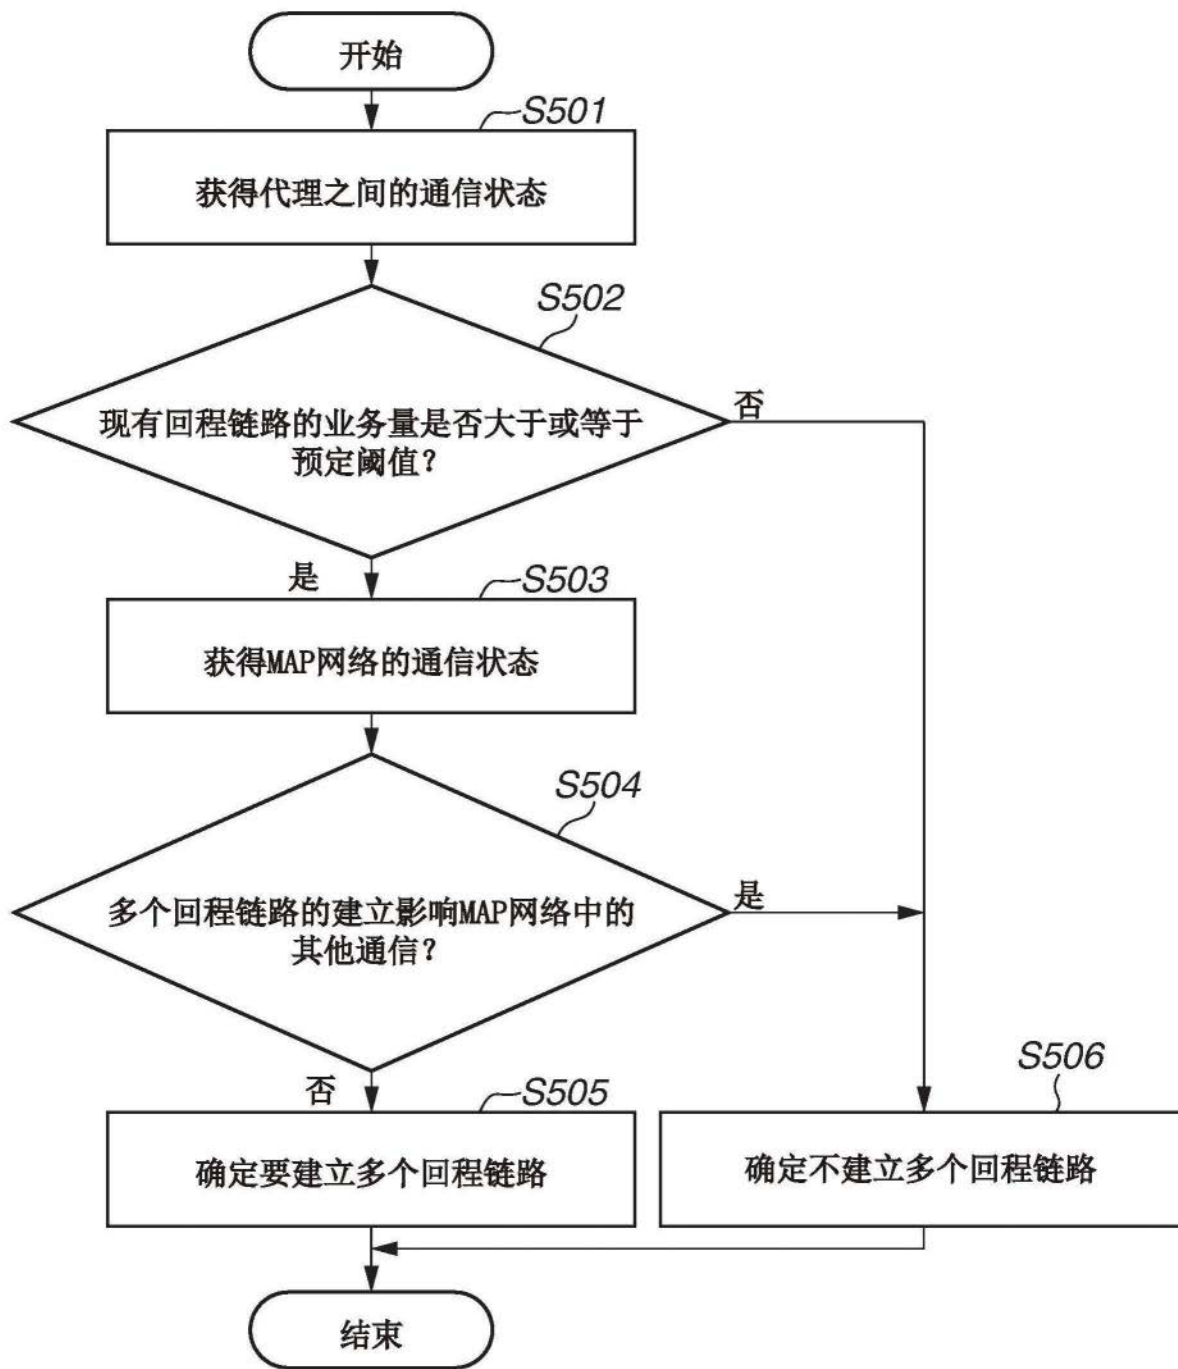 开始
S501
获得代理之间的通信状态
S502
现有回程链路的业务量是否大于或等于
预定阈值？
否
是
S503
获得MAP网络的通信状态
S504
多个回程链路的建立影响MAP网络中的
其他通信？
是
否
S505
确定要建立多个回程链路
S506
确定不建立多个回程链路
结束